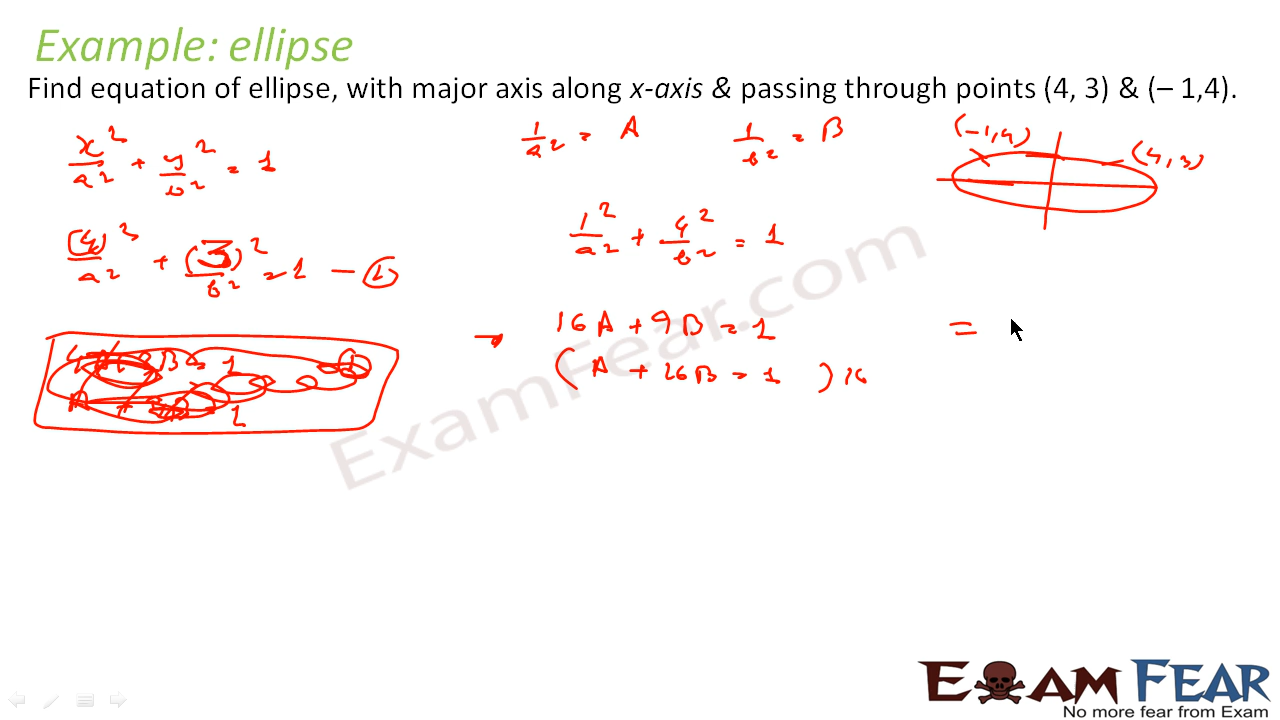 Example: ellipse
Find equation of ellipse, with major axis along x-axis & passing through points (4, 3) & (– 1,4).
x²/a² + y²/b² = 1
1/a² = A
1/b² = B
(-1,4)
(4,3)
(4)²/a² + (3)²/b² = 1 — ①
1²/a² + 4²/b² = 1
→ 16A + 9B = 1
=
(A + 16B = 1) 16
B = 1
= 1
ExamFear.com
EXAM FEAR
No more fear from Exam